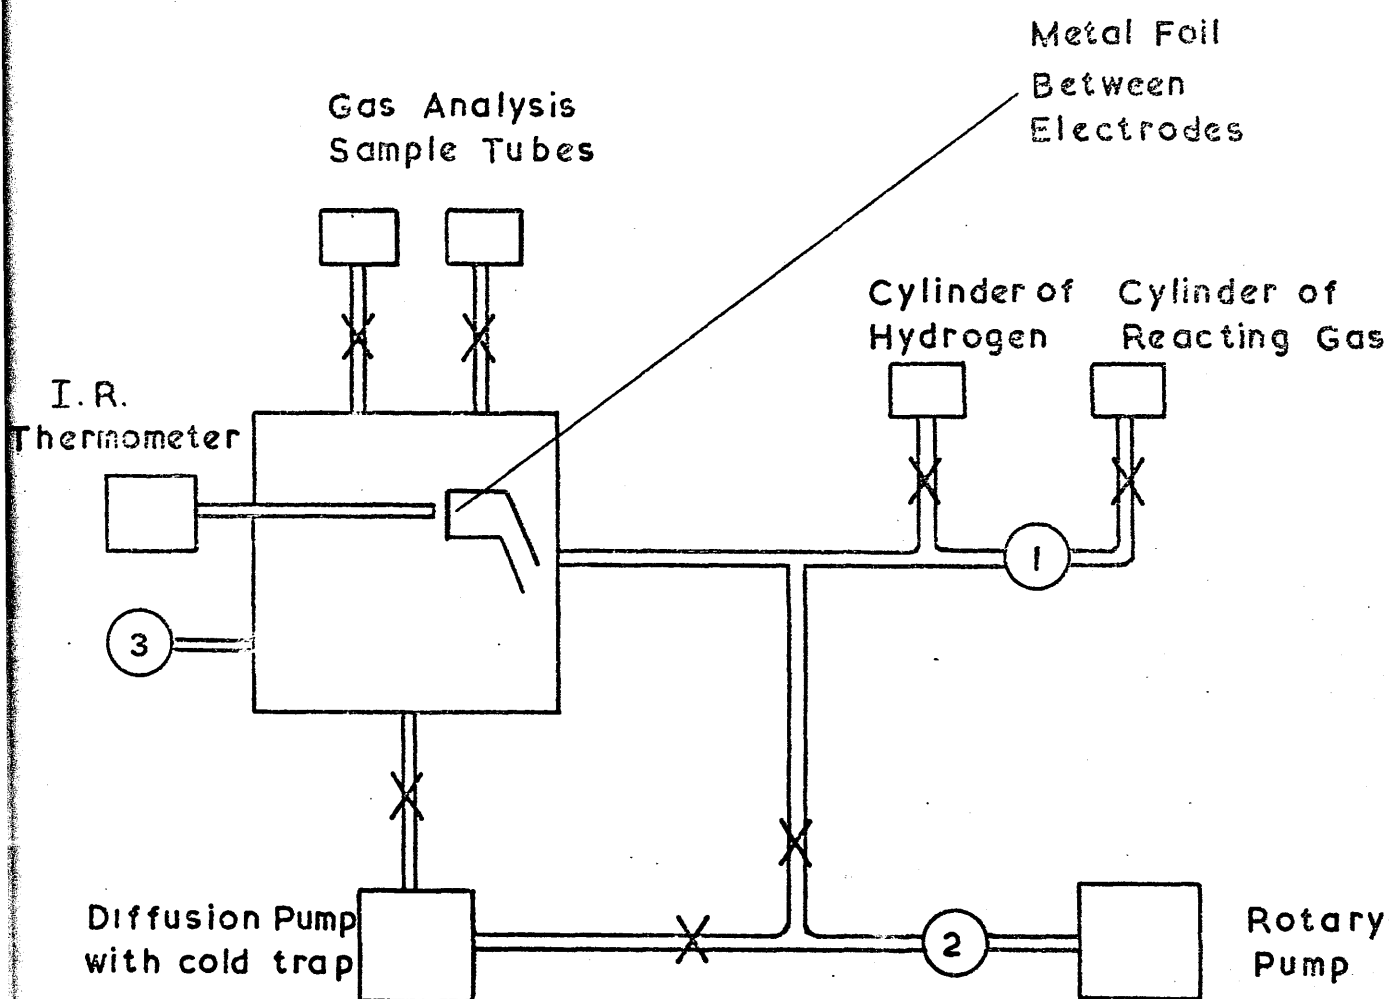 Metal Foil
Between
Electrodes
Gas Analysis
Sample Tubes
Cylinder of
Hydrogen
Cylinder of
Reacting Gas
I.R.
Thermometer
1
3
Diffusion Pump
with cold trap
2
Rotary
Pump